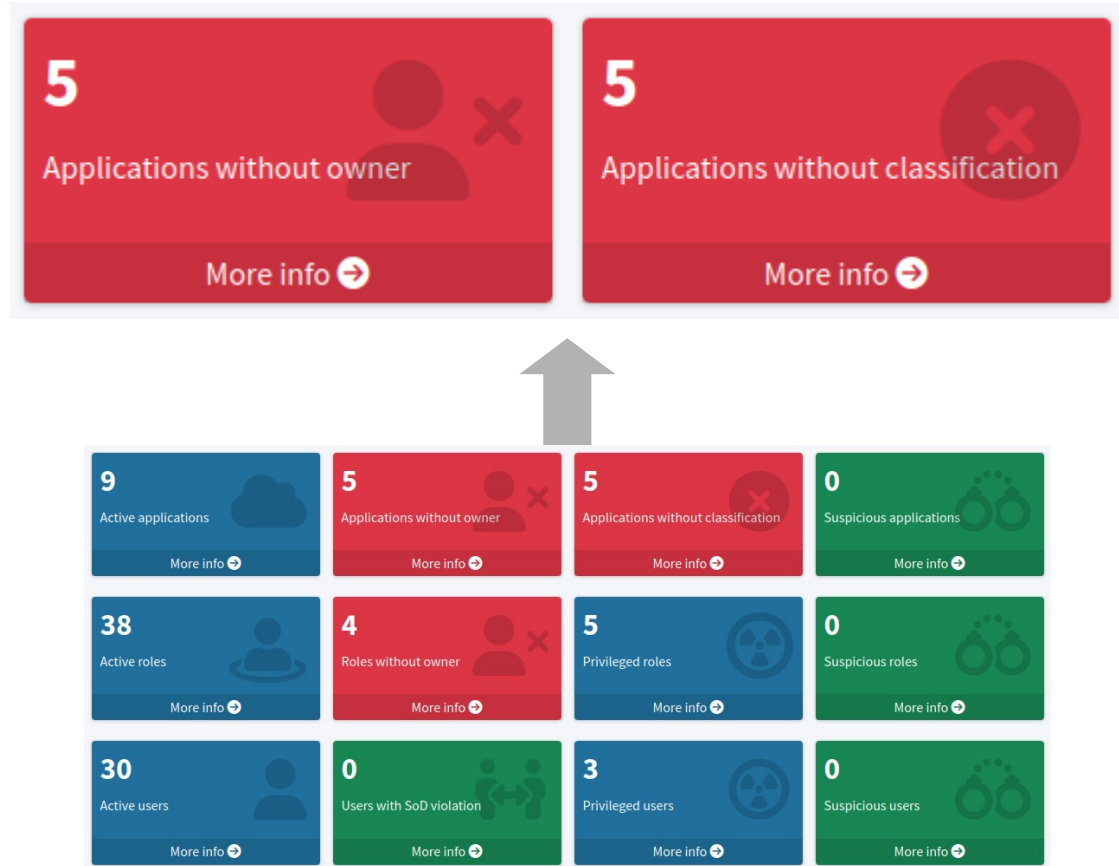 5
Applications without owner
More info
5
Applications without classification
More info
9
Active applications
More info
5
Applications without owner
More info
5
Applications without classification
More info
0
Suspicious applications
More info
38
Active roles
More info
4
Roles without owner
More info
5
Privileged roles
More info
0
Suspicious roles
More info
30
Active users
More info
0
Users with SoD violation
More info
3
Privileged users
More info
0
Suspicious users
More info